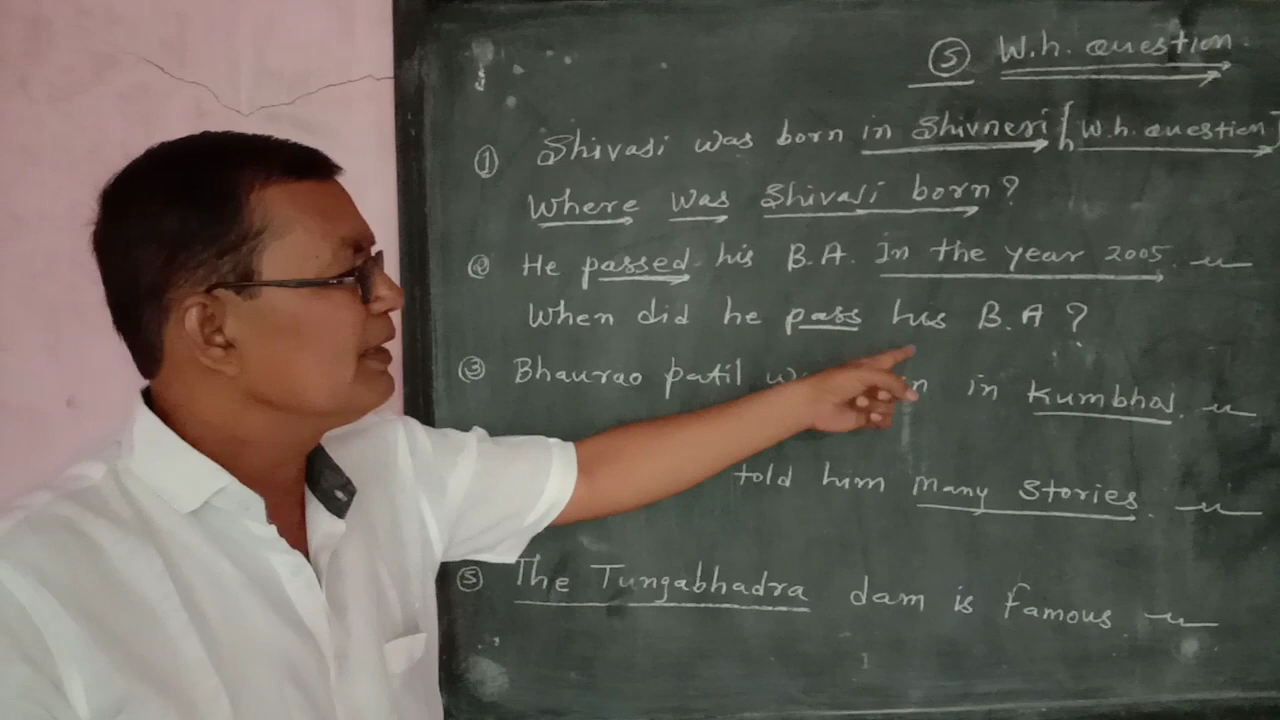 ⑤ W.h. question
① Shivaji was born in Shivneri [W.h. question]
Where was Shivaji born?
② He passed his B.A. In the year 2005. —〃—
When did he pass his B.A?
③ Bhaurao patil in Kumbhoj. —〃—
told him many stories. —〃—
⑤ The Tungabhadra dam is famous —〃—